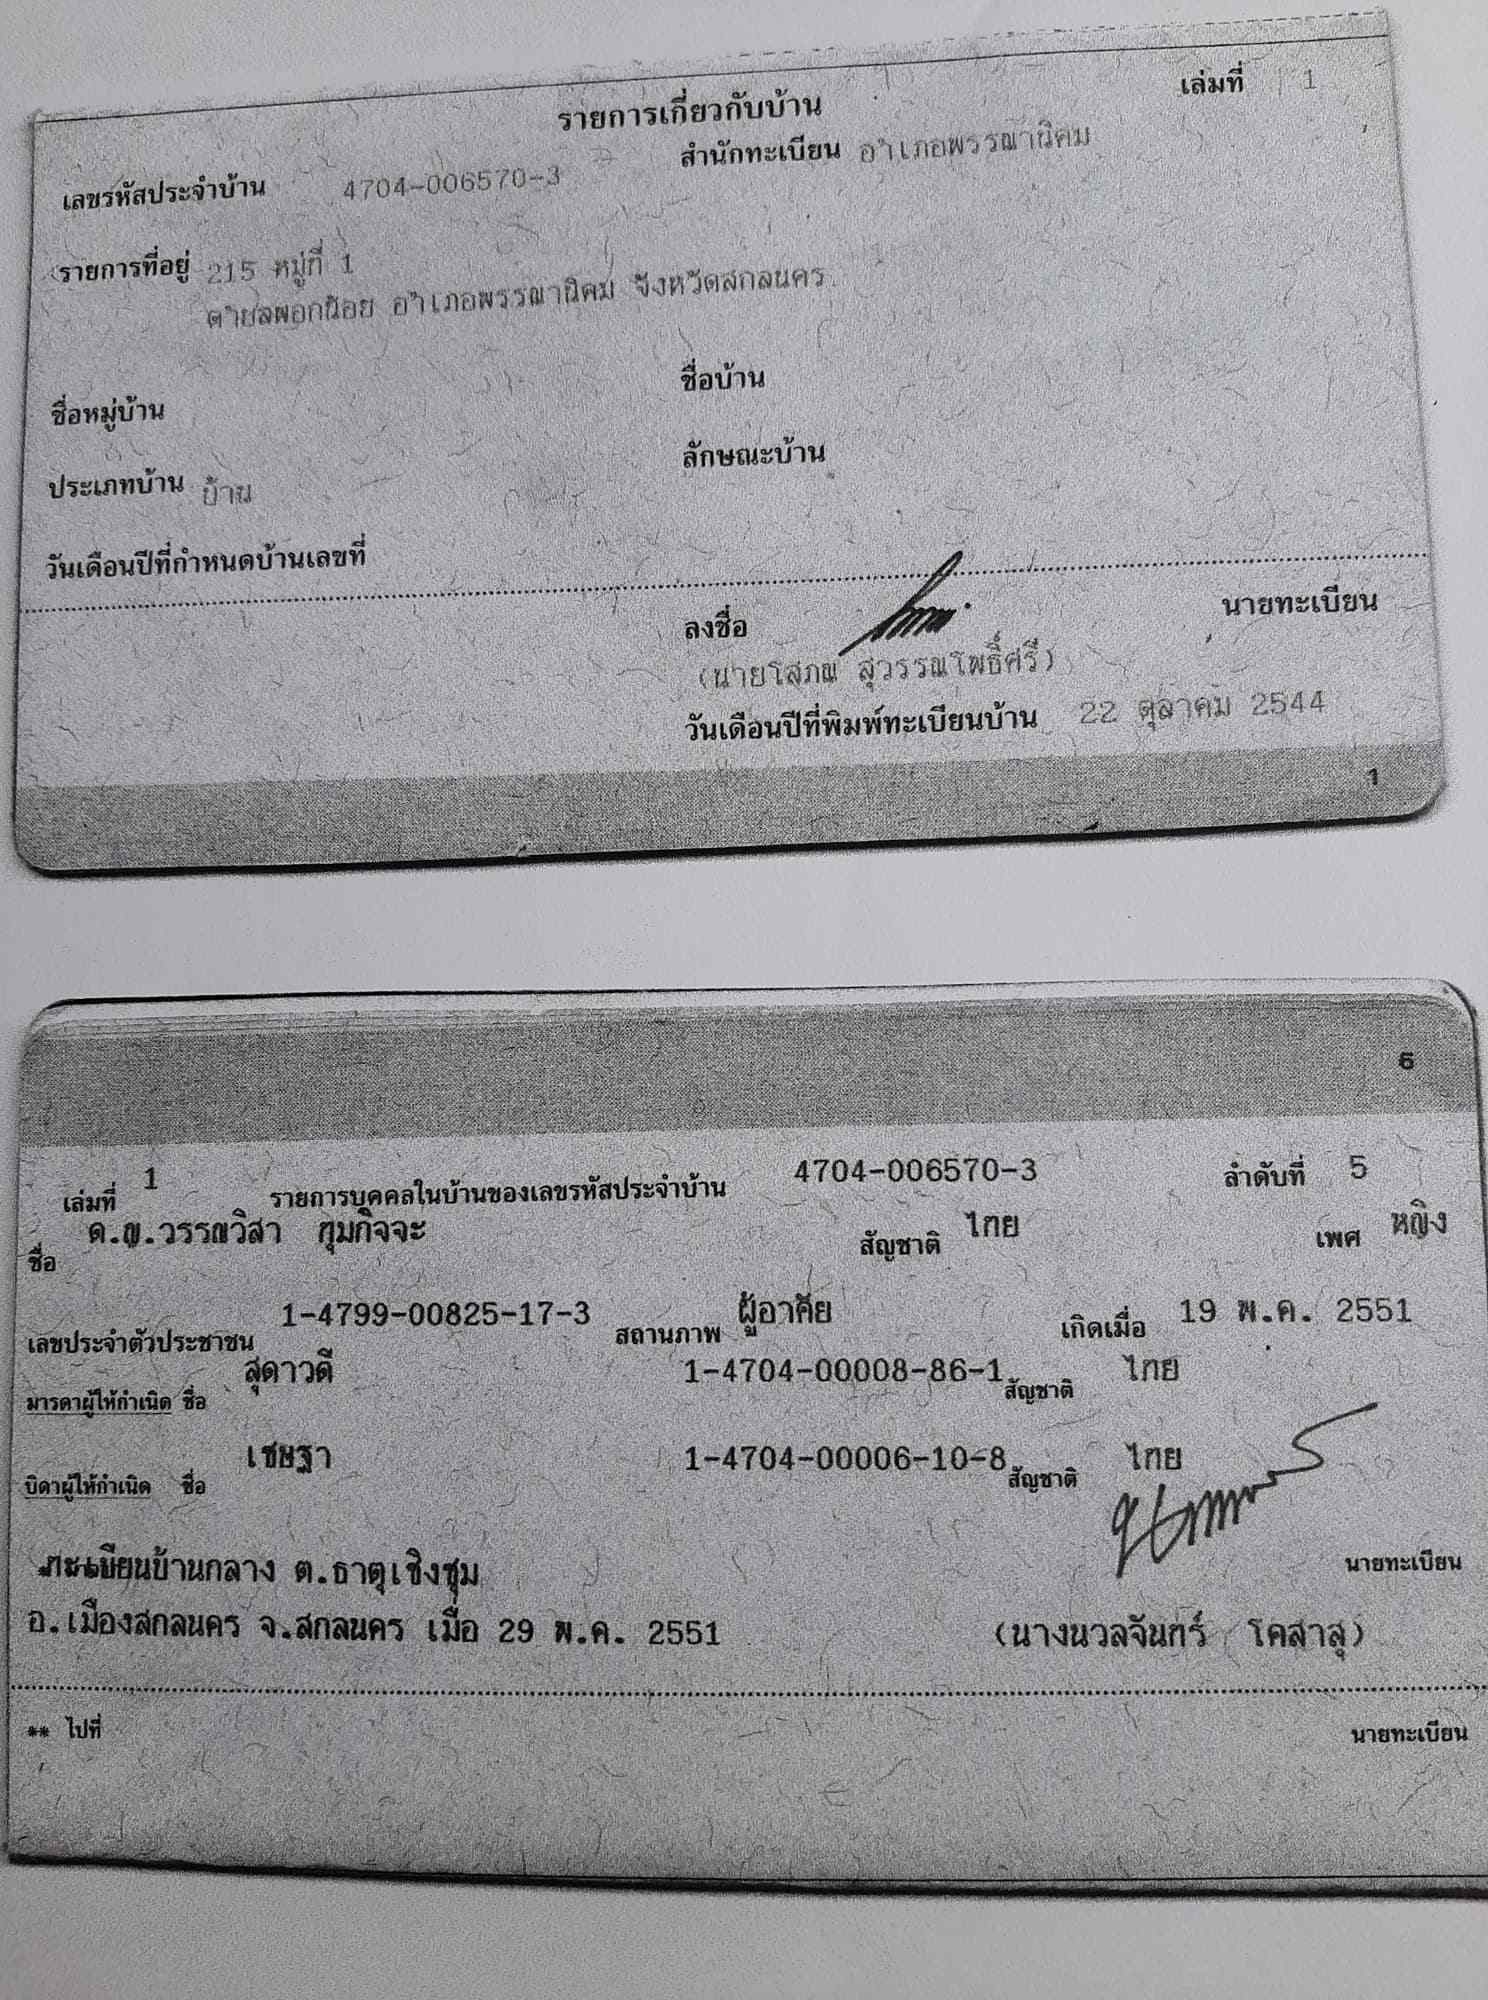 เล่มที่ 1
รายการเกี่ยวกับบ้าน
เลขรหัสประจำบ้าน 4704-006570-3 สำนักทะเบียน อำเภอพรรณานิคม
รายการที่อยู่ 215 หมู่ที่ 1
ตำบลพอกน้อย อำเภอพรรณานิคม จังหวัดสกลนคร
ชื่อหมู่บ้าน ชื่อบ้าน
ประเภทบ้าน บ้าน ลักษณะบ้าน
วันเดือนปีที่กำหนดบ้านเลขที่
ลงชื่อ นายทะเบียน
(นายโสภณ สุวรรณโพธิ์ศรี)
วันเดือนปีที่พิมพ์ทะเบียนบ้าน 22 ตุลาคม 2544
1
6
เล่มที่ 1 รายการบุคคลในบ้านของเลขรหัสประจำบ้าน 4704-006570-3 ลำดับที่ 5
ชื่อ ด.ญ.วรรณวิสา ทุมกิจจะ สัญชาติ ไทย เพศ หญิง
เลขประจำตัวประชาชน 1-4799-00825-17-3 สถานภาพ ผู้อาศัย เกิดเมื่อ 19 พ.ค. 2551
มารดาผู้ให้กำเนิด ชื่อ สุดาวดี 1-4704-00008-86-1 สัญชาติ ไทย
บิดาผู้ให้กำเนิด ชื่อ เชษฐา 1-4704-00006-10-8 สัญชาติ ไทย
ทะเบียนบ้านกลาง ต.ธาตุเชิงชุม นายทะเบียน
อ.เมืองสกลนคร จ.สกลนคร เมื่อ 29 พ.ค. 2551 (นางนวลจันทร์ โคสาสุ)
** ไปที่ นายทะเบียน